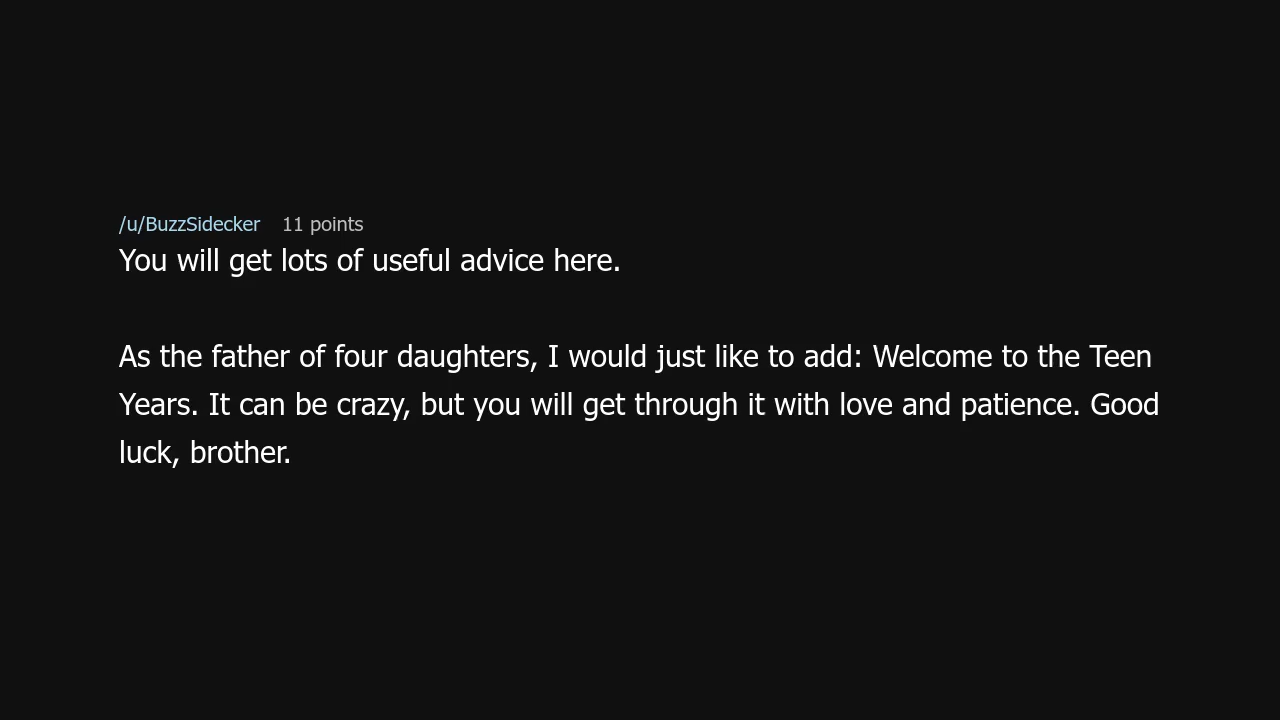 /u/BuzzSidecker 11 points
You will get lots of useful advice here.
As the father of four daughters, I would just like to add: Welcome to the Teen
Years. It can be crazy, but you will get through it with love and patience. Good
luck, brother.